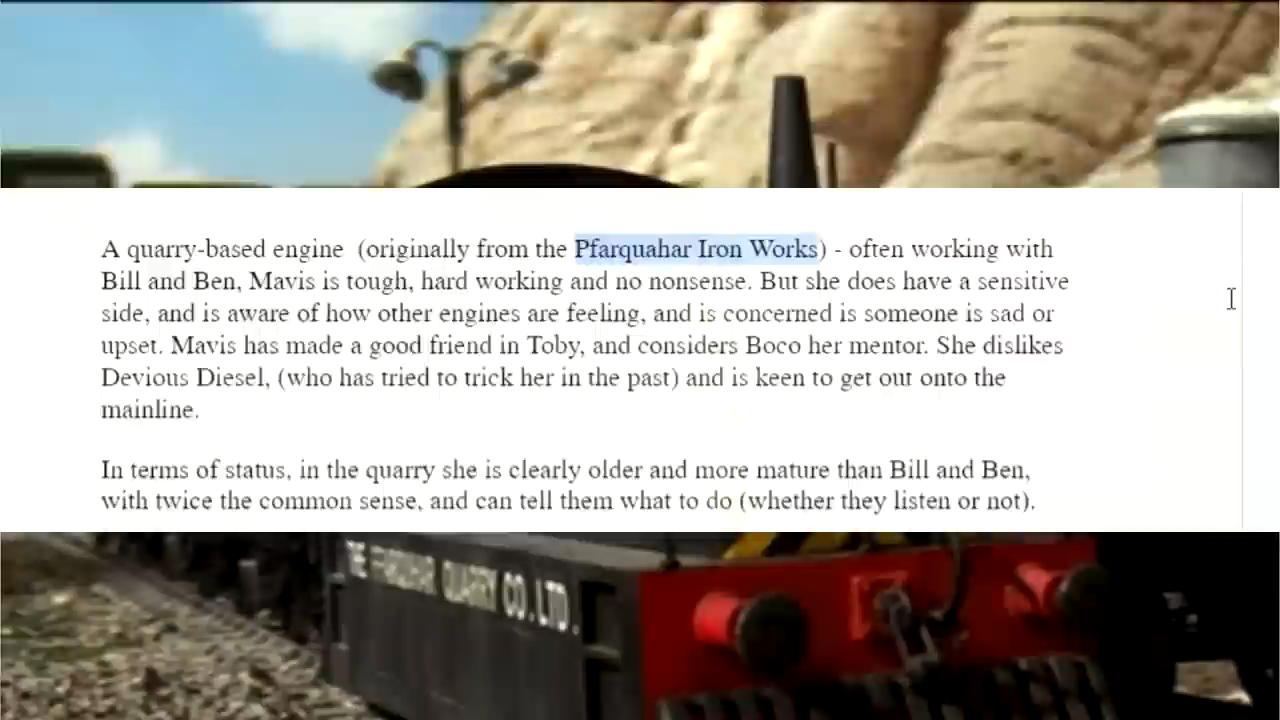 A quarry-based engine (originally from the Pfarquahar Iron Works) - often working with
Bill and Ben, Mavis is tough, hard working and no nonsense. But she does have a sensitive
side, and is aware of how other engines are feeling, and is concerned is someone is sad or
upset. Mavis has made a good friend in Toby, and considers Boco her mentor. She dislikes
Devious Diesel, (who has tried to trick her in the past) and is keen to get out onto the
mainline.
In terms of status, in the quarry she is clearly older and more mature than Bill and Ben,
with twice the common sense, and can tell them what to do (whether they listen or not).
THE FFARQUHAR QUARRY CO. LTD.